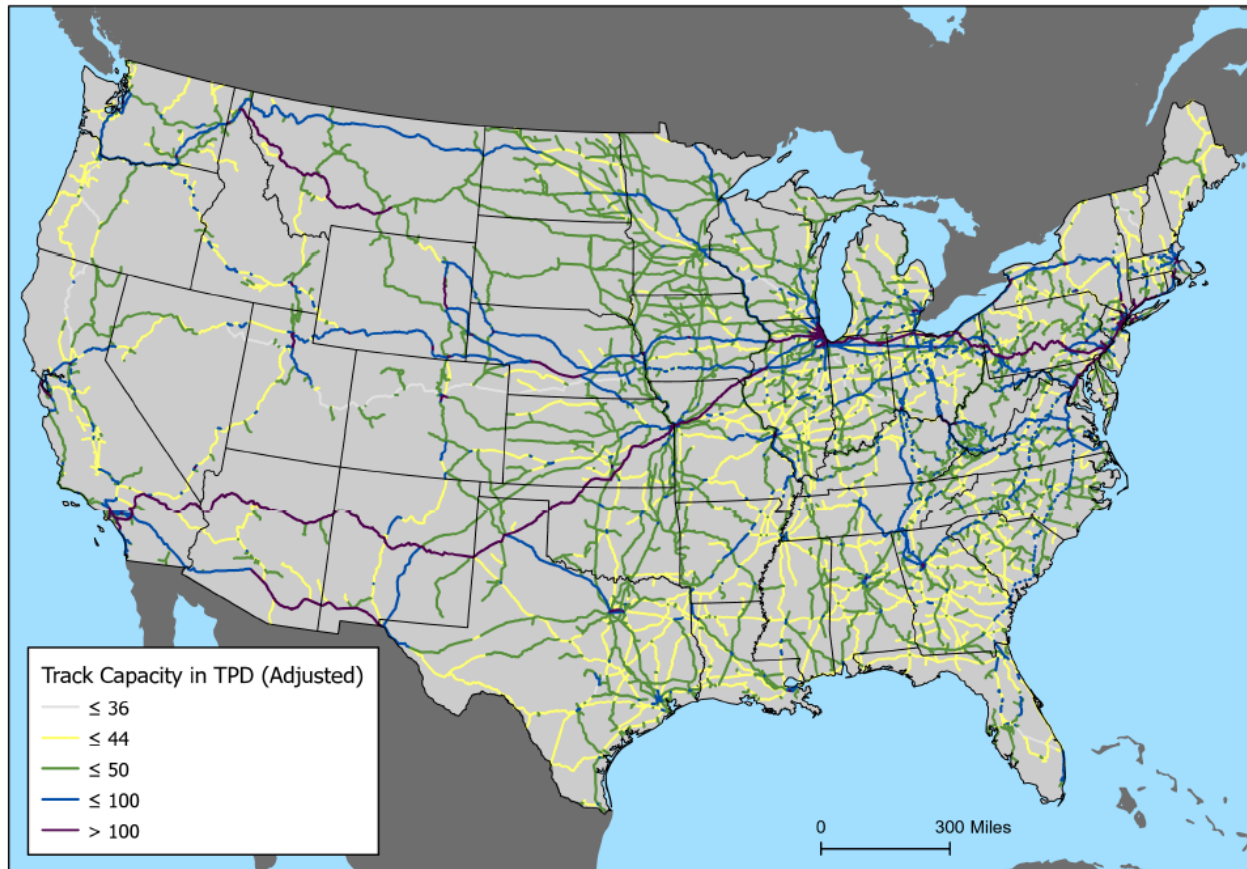 Track Capacity in TPD (Adjusted)
≤ 36
≤ 44
≤ 50
≤ 100
> 100
0 300 Miles